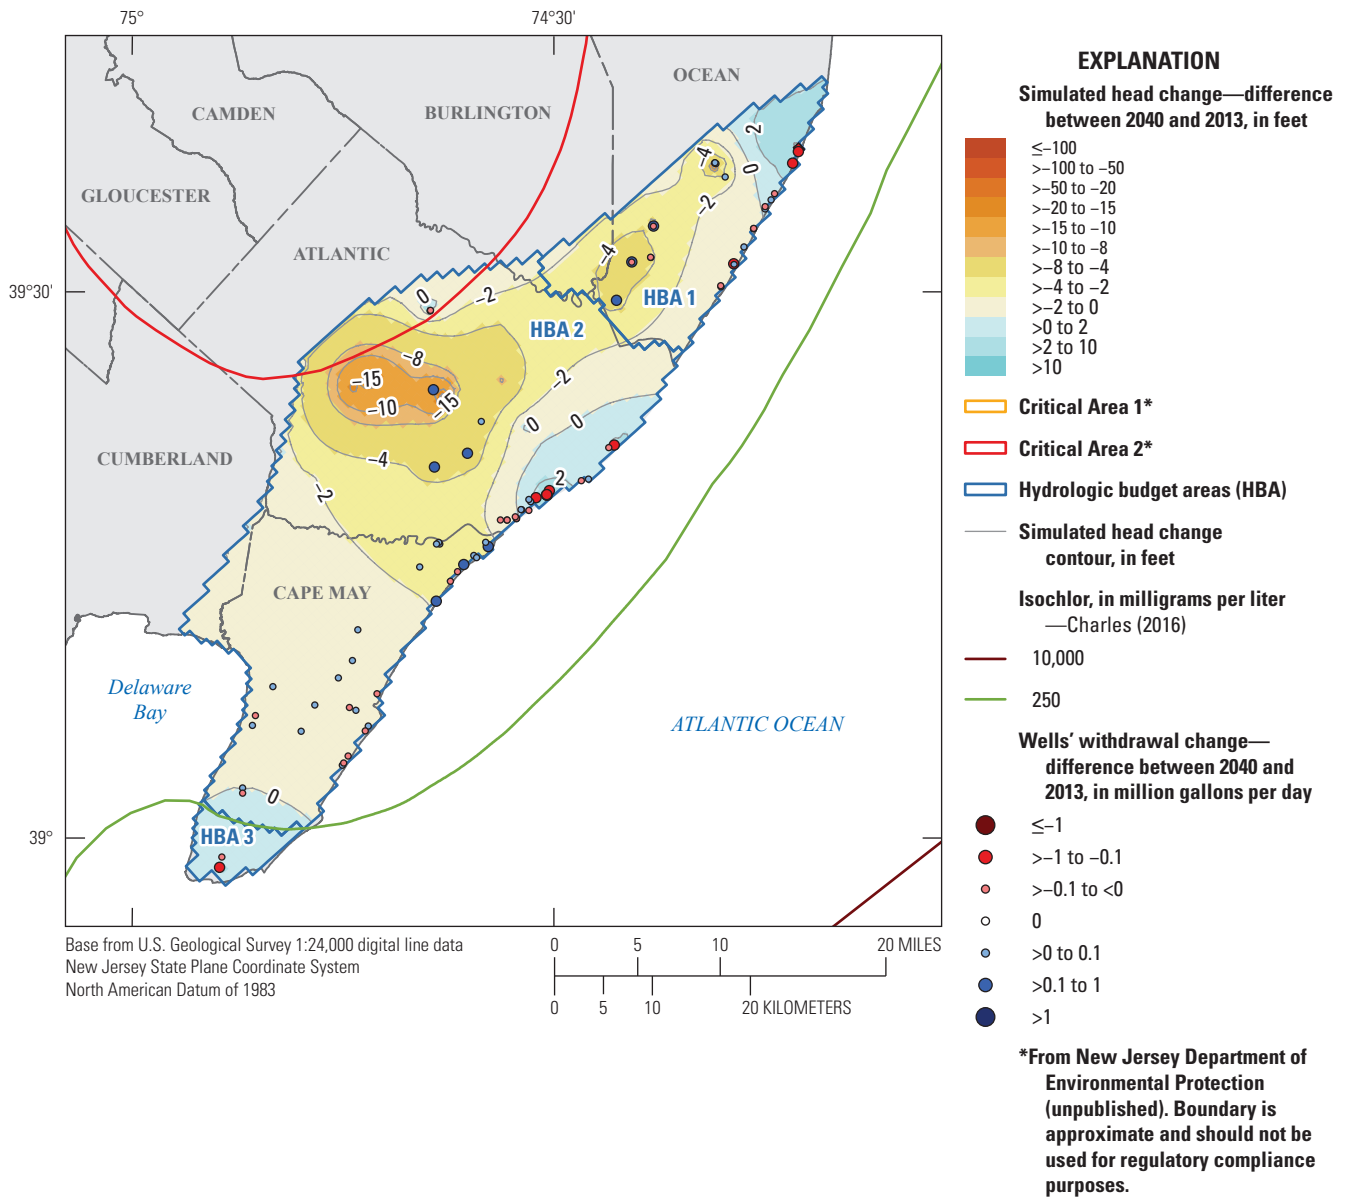 75°
74°30'
OCEAN
CAMDEN
BURLINGTON
2
-4
0
GLOUCESTER
-2
ATLANTIC
-4
39°30'
0
-2
HBA 1
HBA 2
-8
-15
-2
-10
-15
0
0
CUMBERLAND
-4
2
-2
CAPE MAY
Delaware
Bay
ATLANTIC OCEAN
0
39°
HBA 3
Base from U.S. Geological Survey 1:24,000 digital line data
New Jersey State Plane Coordinate System
North American Datum of 1983
0 5 10 20 MILES
0 5 10 20 KILOMETERS
EXPLANATION
Simulated head change—difference
between 2040 and 2013, in feet
≤−100
>−100 to −50
>−50 to −20
>−20 to −15
>−15 to −10
>−10 to −8
>−8 to −4
>−4 to −2
>−2 to 0
>0 to 2
>2 to 10
>10
Critical Area 1*
Critical Area 2*
Hydrologic budget areas (HBA)
Simulated head change
contour, in feet
Isochlor, in milligrams per liter
—Charles (2016)
10,000
250
Wells' withdrawal change—
difference between 2040 and
2013, in million gallons per day
≤−1
>−1 to −0.1
>−0.1 to <0
0
>0 to 0.1
>0.1 to 1
>1
*From New Jersey Department of
Environmental Protection
(unpublished). Boundary is
approximate and should not be
used for regulatory compliance
purposes.